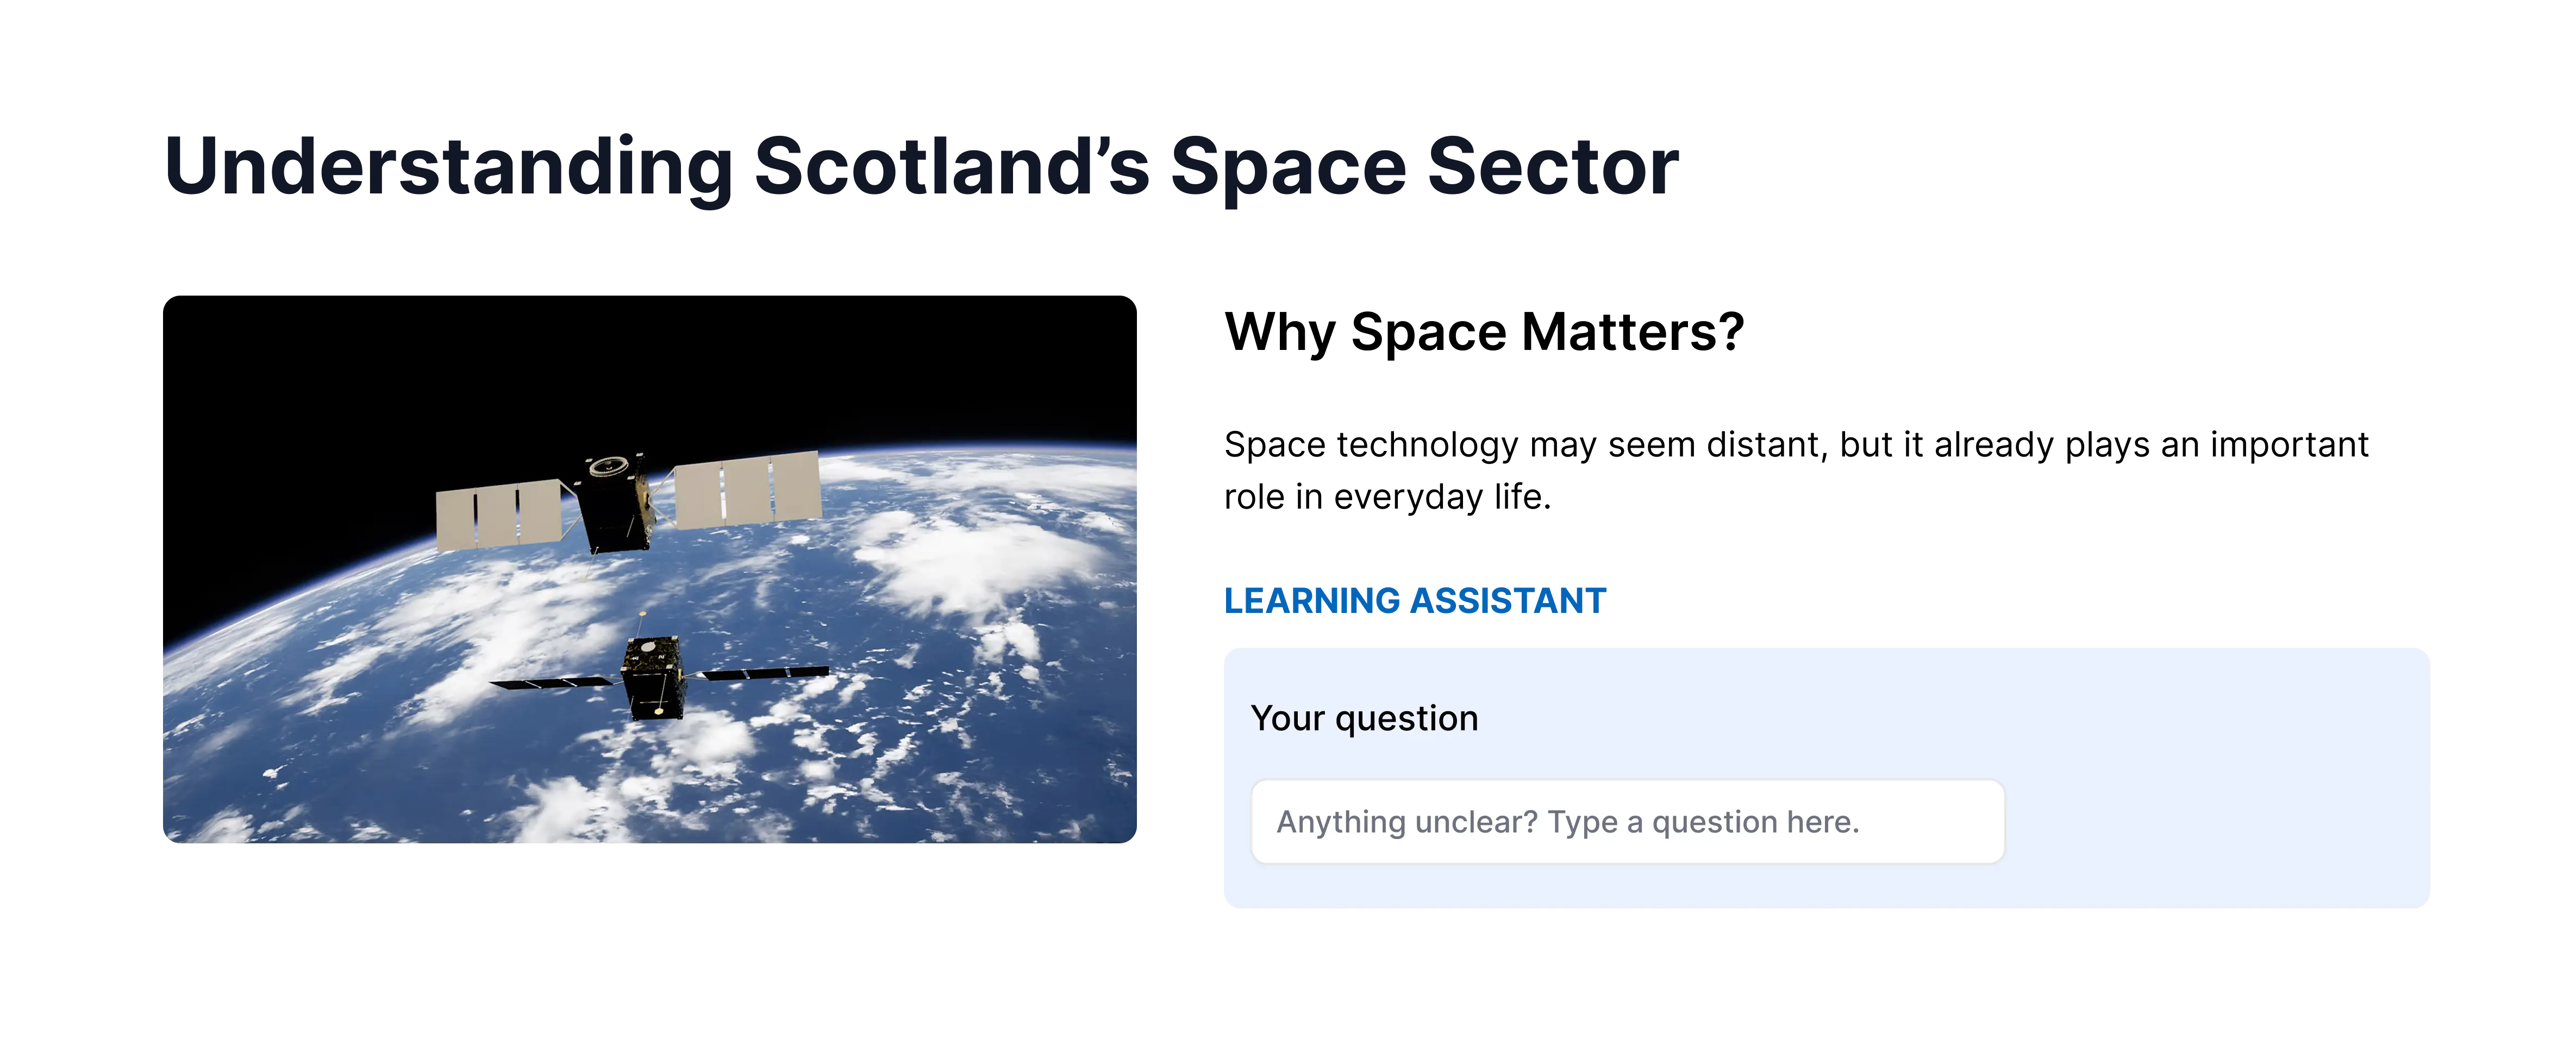 Understanding Scotland’s Space Sector
Why Space Matters?
Space technology may seem distant, but it already plays an important
role in everyday life.
LEARNING ASSISTANT
Your question
Anything unclear? Type a question here.